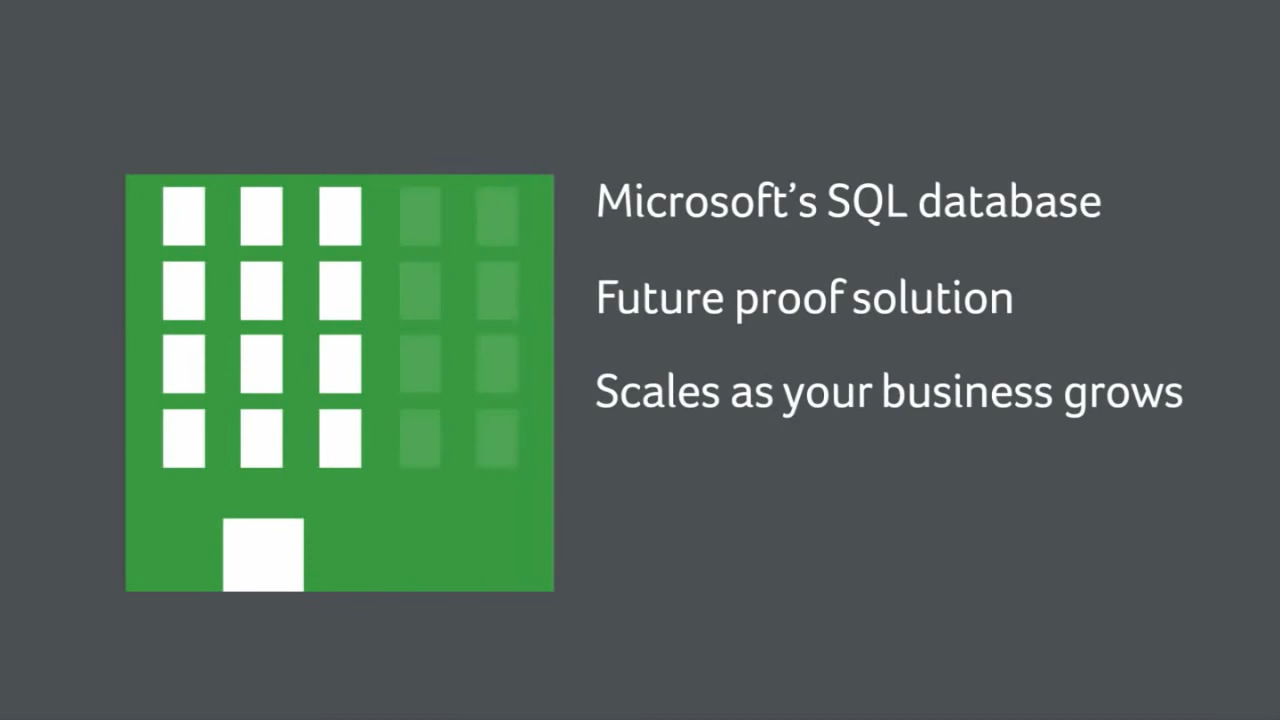 Microsoft’s SQL database
Future proof solution
Scales as your business grows